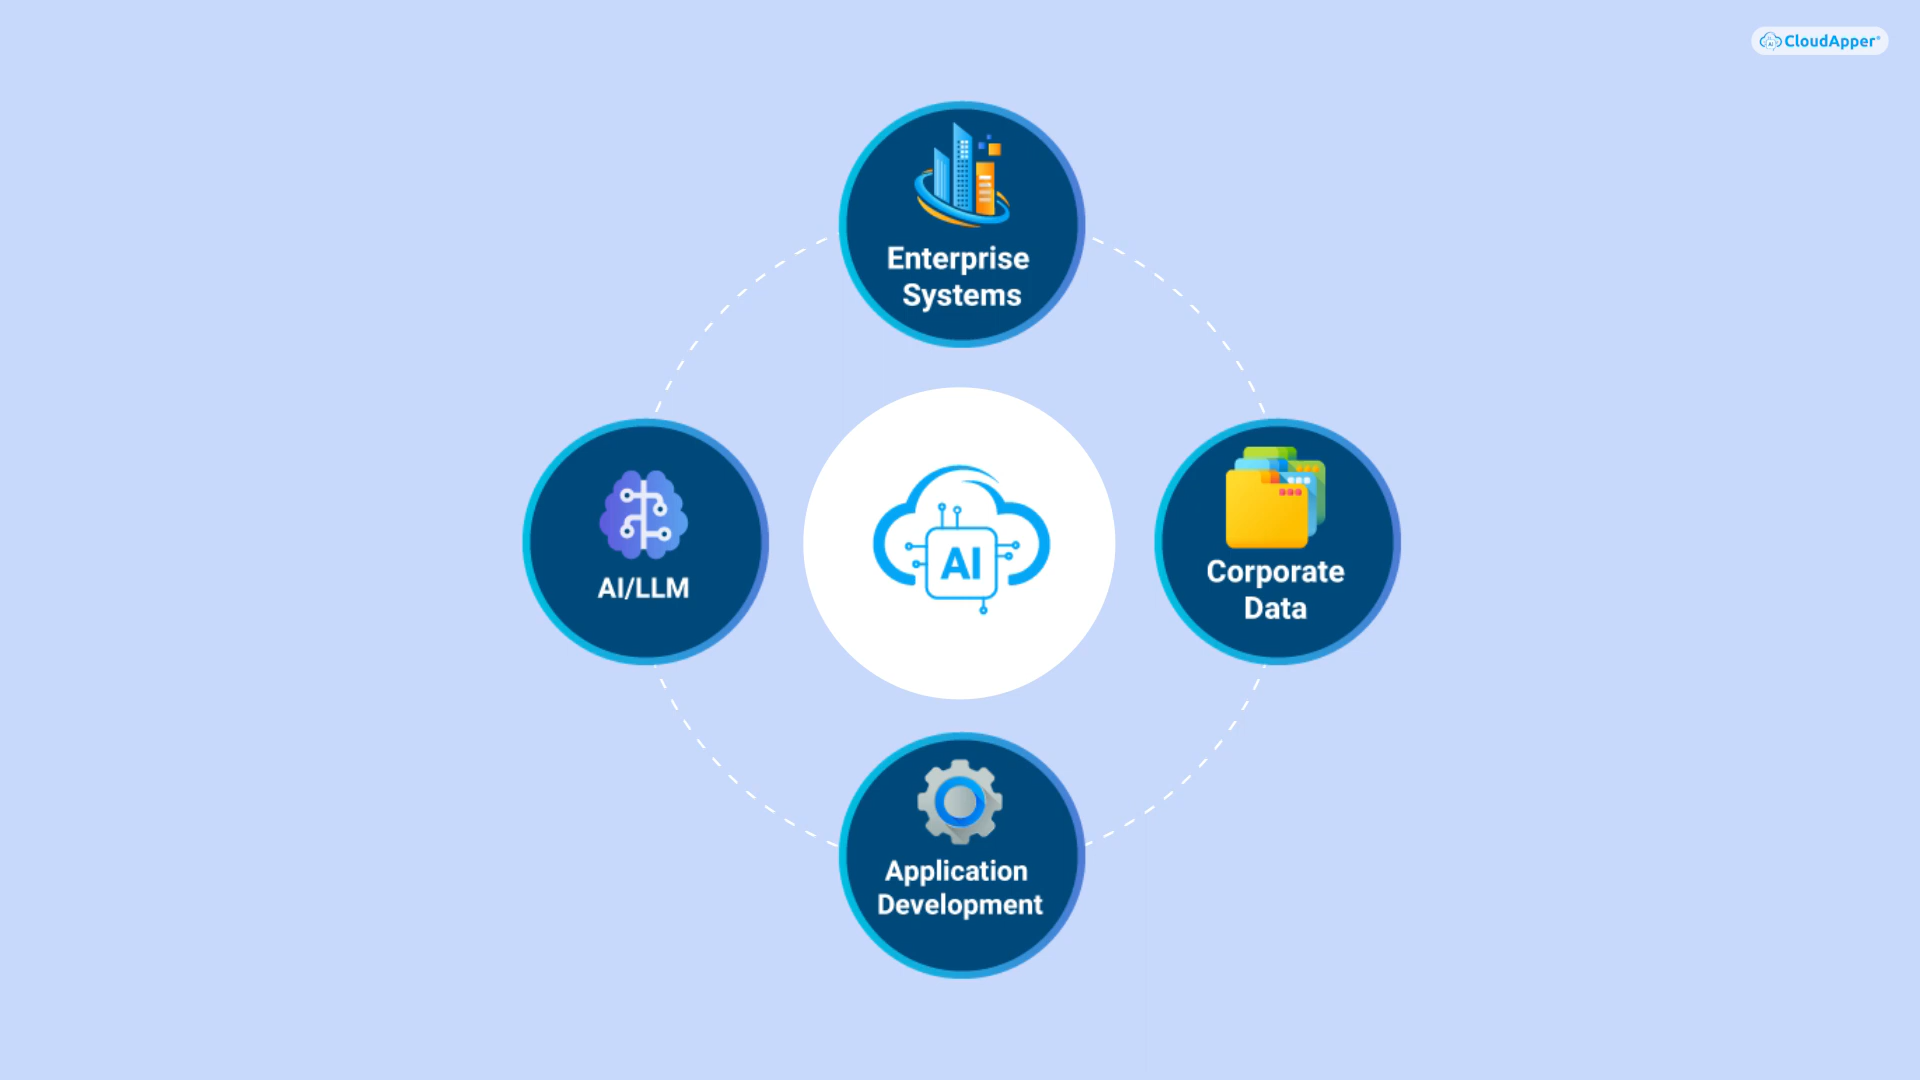 CloudApper®
Enterprise
Systems
AI/LLM
AI
Corporate
Data
Application
Development